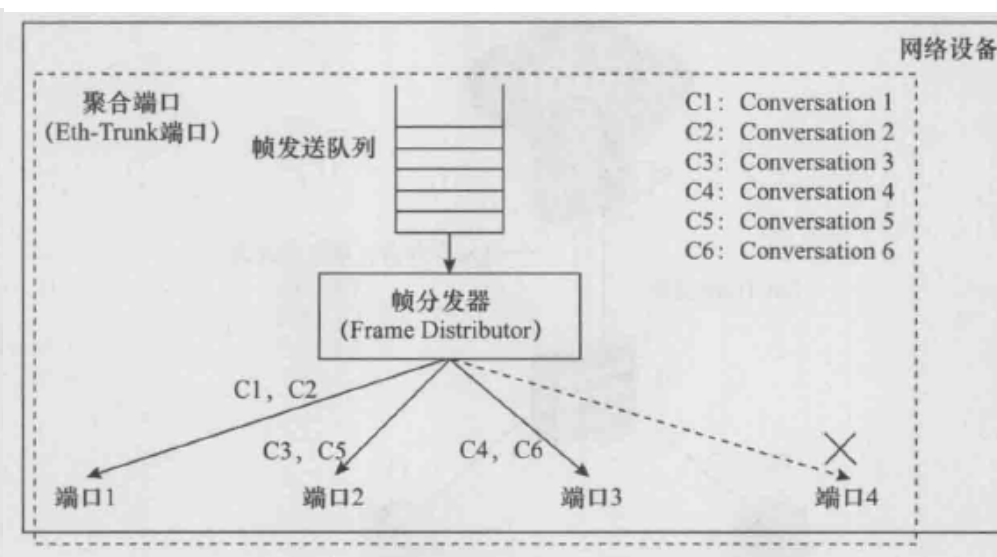 网络设备
聚合端口
（Eth-Trunk端口）
帧发送队列
C1：Conversation 1
C2：Conversation 2
C3：Conversation 3
C4：Conversation 4
C5：Conversation 5
C6：Conversation 6
帧分发器
（Frame Distributor）
C1，C2
C3，C5
C4，C6
端口1
端口2
端口3
端口4